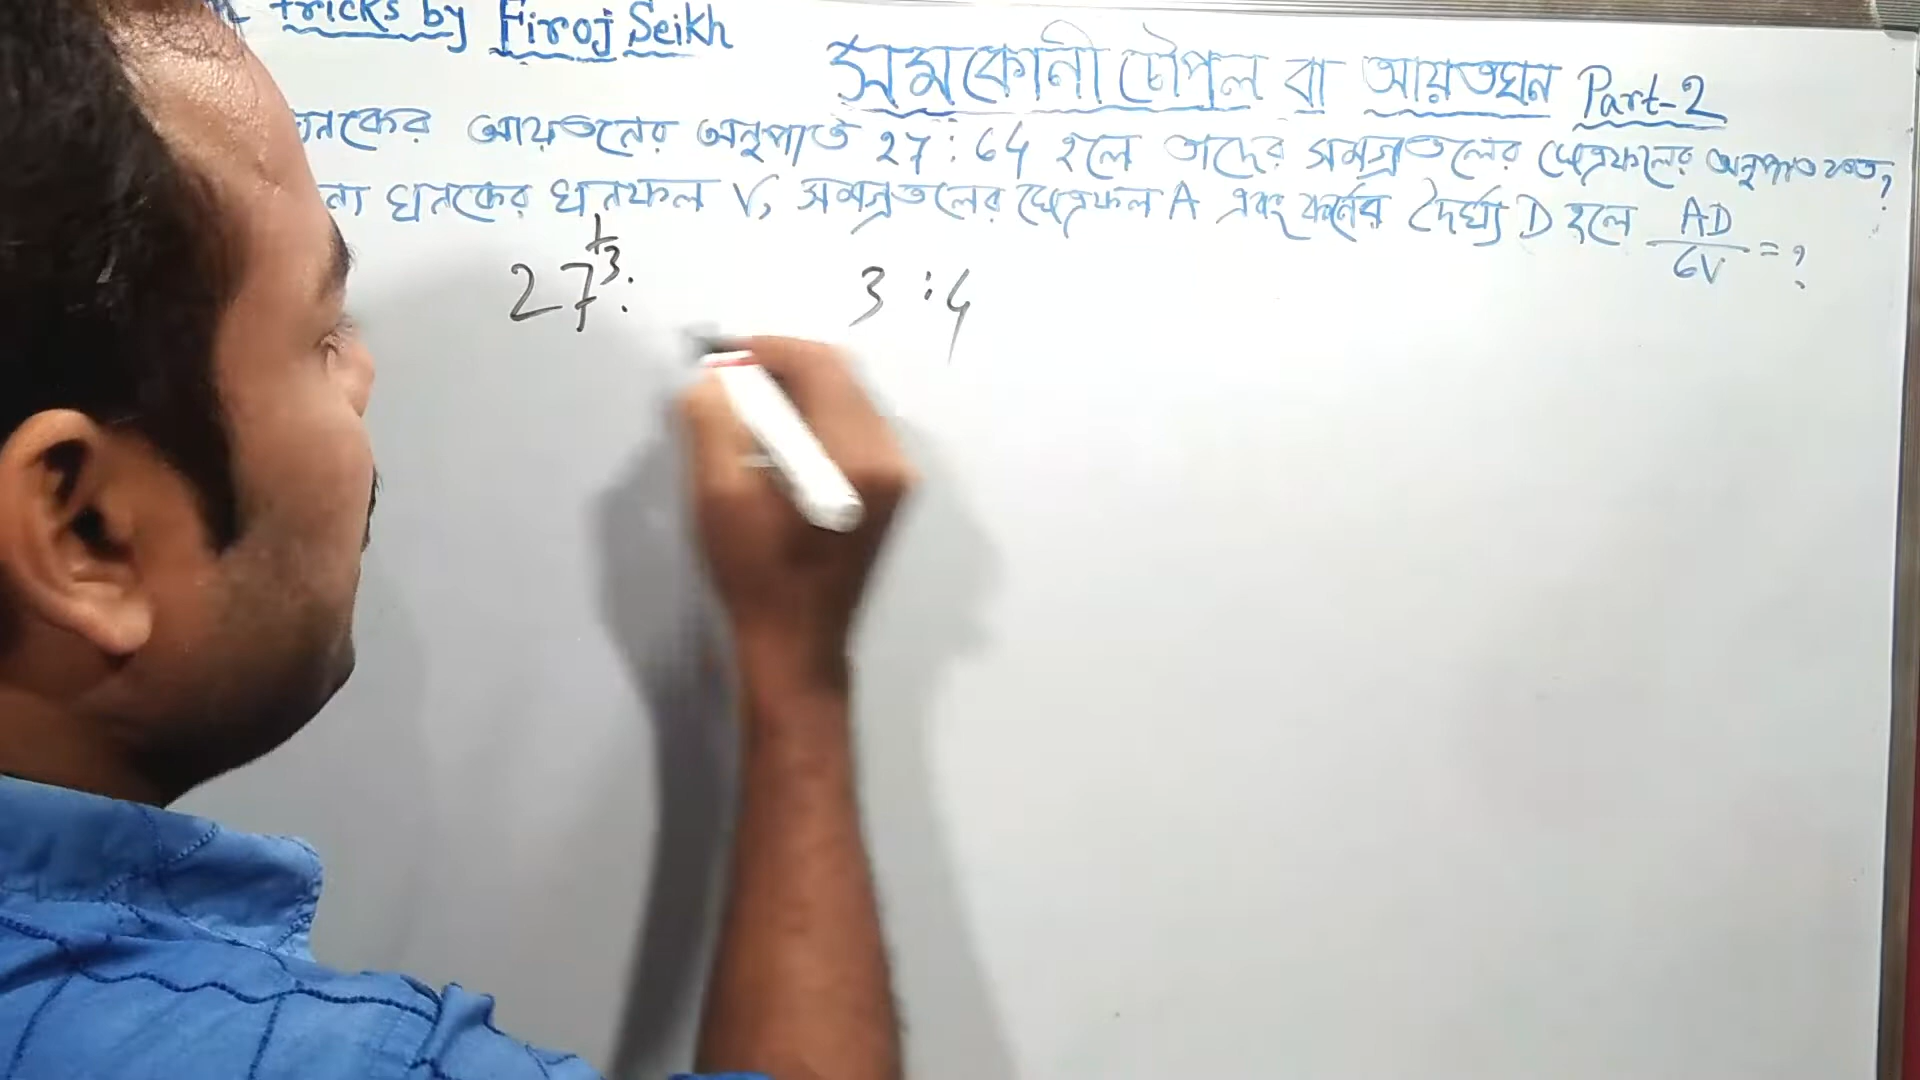 tricks by Firoj Seikh
সমকোনী চৌপল বা আয়তঘন Part-2
ঘনকের আয়তনের অনুপাত 27:64 হলে তাদের সমগ্রতলের ক্ষেত্রফলের অনুপাত কত?
ঘনকের ঘনফল V, সমগ্রতলের ক্ষেত্রফল A এবং কর্নের দৈর্ঘ্য D হলে AD/6V = ?
27^1/3 : 3 : 4